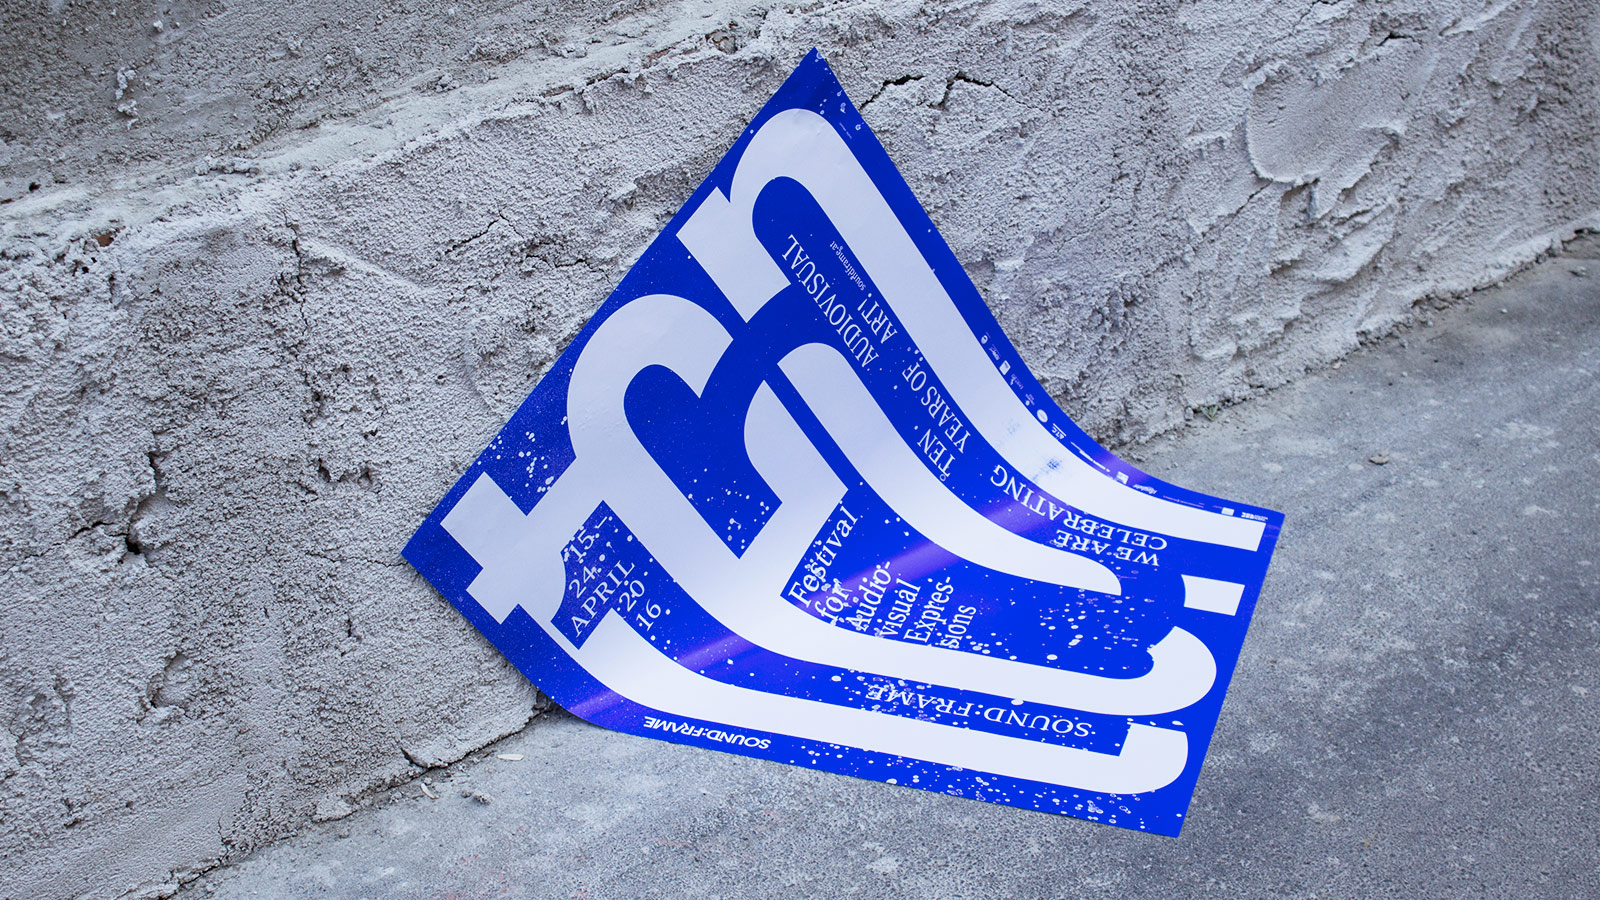 15.–
24.
APRIL
20
16
Festival
for
Audio-
visual
Expres-
sions
SOUND:FRAME
SOUND:FRAME
WE ARE
CELEBRATING
TEN
YEARS OF
AUDIOVISUAL
ART!
soundframe.at